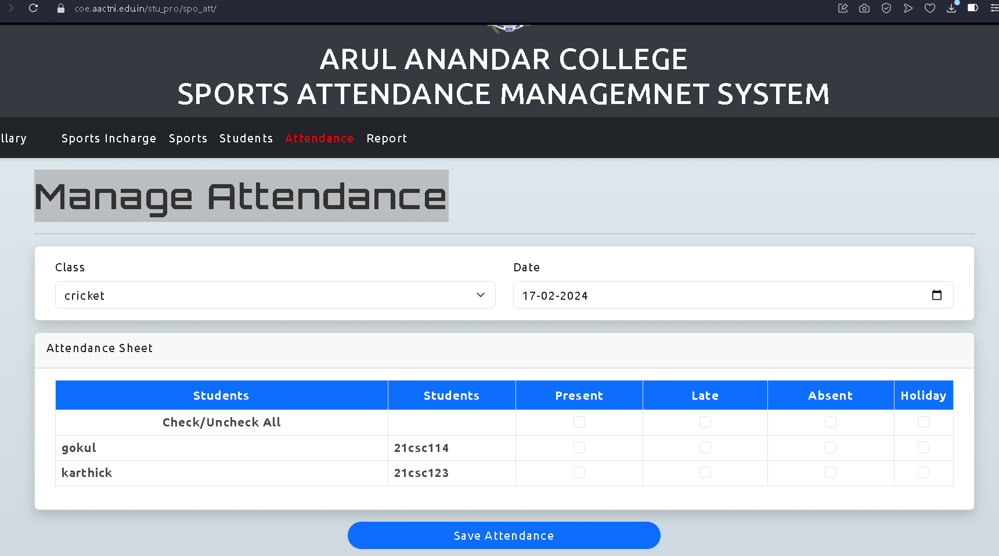 coe.aactni.edu.in/stu_pro/spo_att/
ARUL ANANDAR COLLEGE
SPORTS ATTENDANCE MANAGEMNET SYSTEM
llary Sports Incharge Sports Students Attendance Report
Manage Attendance
Class Date
cricket 17-02-2024
Attendance Sheet
Students Students Present Late Absent Holiday
Check/Uncheck All
gokul 21csc114
karthick 21csc123
Save Attendance